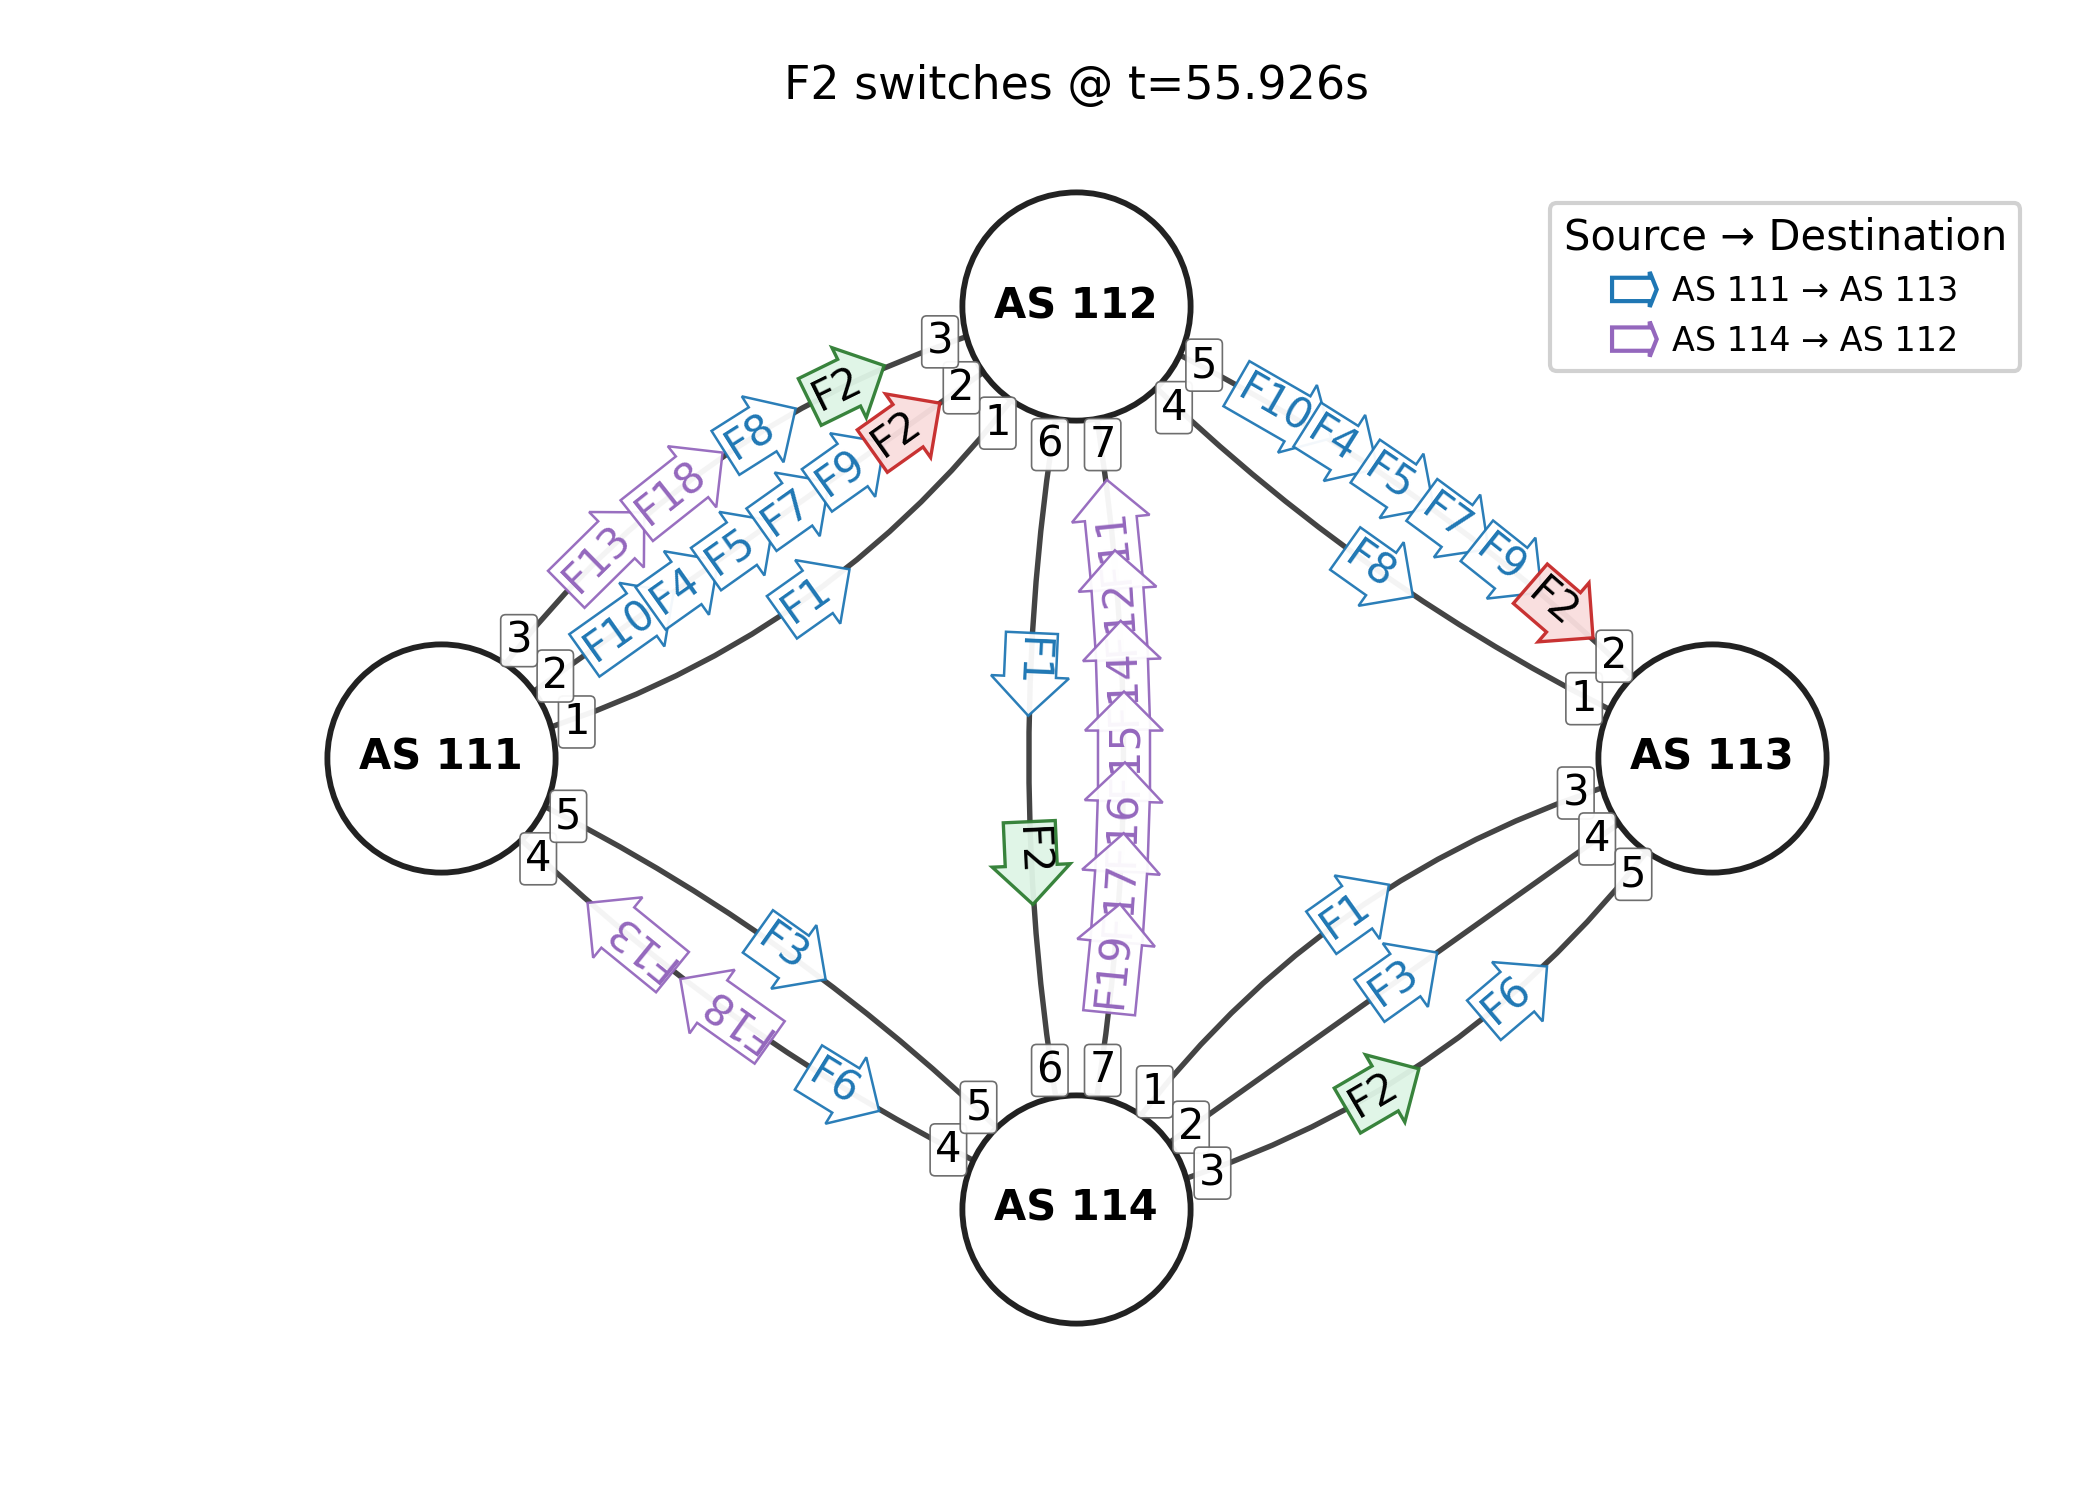 F2 switches @ t=55.926s
Source → Destination
AS 111 → AS 113
AS 114 → AS 112
AS 112
3
2
1
6
7
4
5
F2
F8
F18
F13
F2
F9
F7
F5
F4
F10
F1
F10
F4
F5
F7
F9
F2
F8
3
2
1
2
1
F1
F2
F11
F12
F14
F15
F16
F17
F19
AS 111
AS 113
5
4
3
4
5
F13
F18
F3
F6
F1
F3
F6
F2
5
4
6
7
1
2
3
AS 114